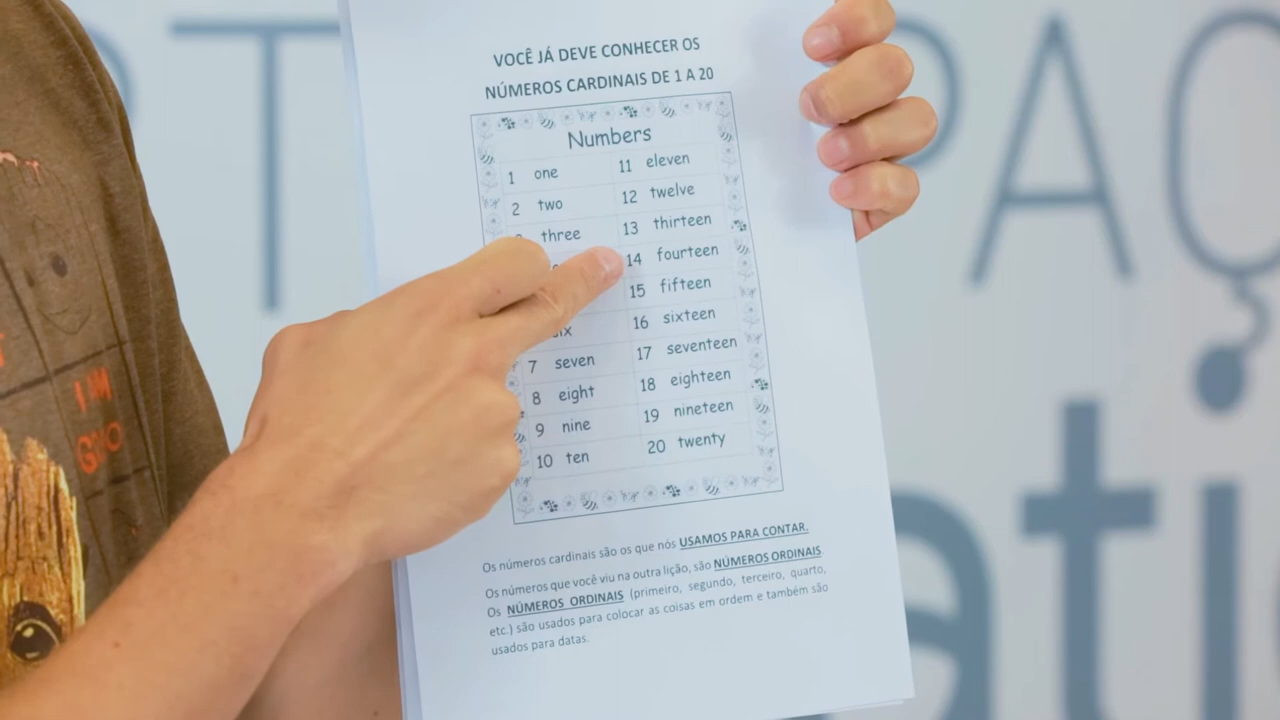 VOCÊ JÁ DEVE CONHECER OS
NÚMEROS CARDINAIS DE 1 A 20
Numbers
1 one 11 eleven
2 two 12 twelve
three 13 thirteen
14 fourteen
15 fifteen
16 sixteen
7 seven 17 seventeen
8 eight 18 eighteen
9 nine 19 nineteen
10 ten 20 twenty
Os números cardinais são os que nós USAMOS PARA CONTAR.
Os números que você viu na outra lição, são NÚMEROS ORDINAIS.
Os NÚMEROS ORDINAIS (primeiro, segundo, terceiro, quarto,
etc.) são usados para colocar as coisas em ordem e também são
usados para datas.
I AM